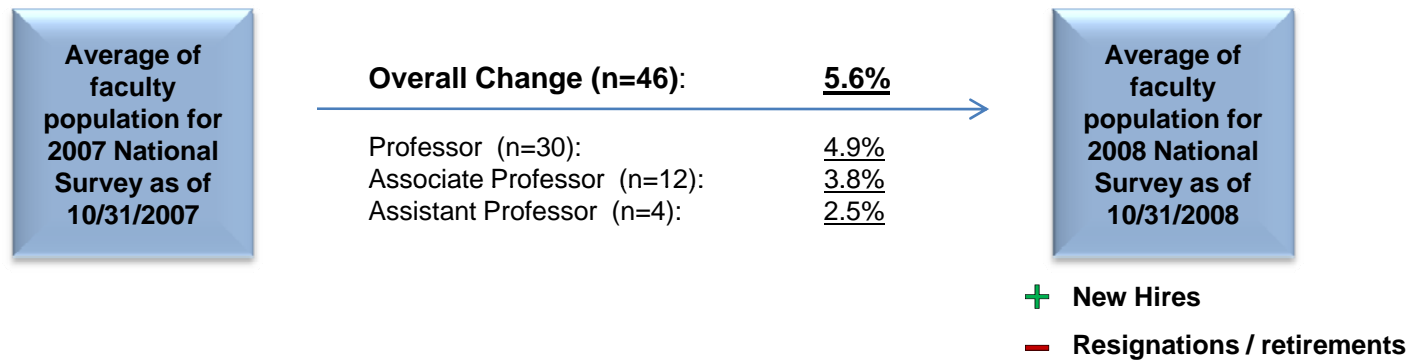 Average of
faculty
population for
2007 National
Survey as of
10/31/2007
Overall Change (n=46): 5.6%
Professor (n=30): 4.9%
Associate Professor (n=12): 3.8%
Assistant Professor (n=4): 2.5%
Average of
faculty
population for
2008 National
Survey as of
10/31/2008
+ New Hires
− Resignations / retirements